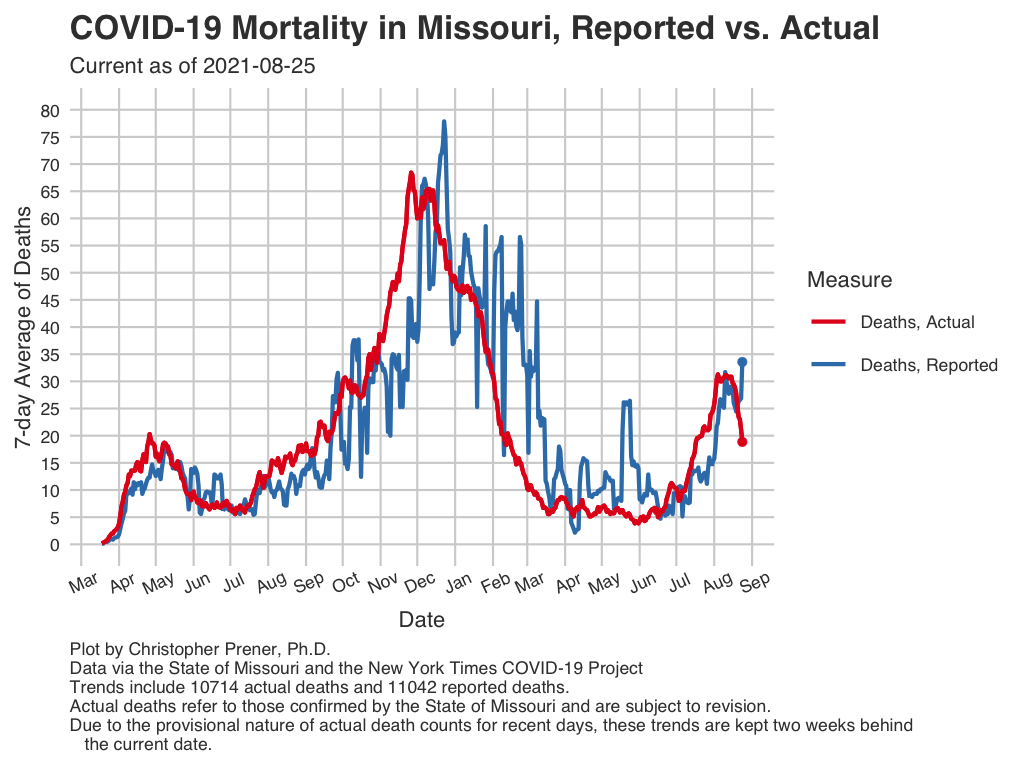 COVID-19 Mortality in Missouri, Reported vs. Actual
Current as of 2021-08-25
80
75
70
65
60
55
50
45
40
35
30
25
20
15
10
5
0
7-day Average of Deaths
Mar Apr May Jun Jul Aug Sep Oct Nov Dec Jan Feb Mar Apr May Jun Jul Aug Sep
Date
Measure
Deaths, Actual
Deaths, Reported
Plot by Christopher Prener, Ph.D.
Data via the State of Missouri and the New York Times COVID-19 Project
Trends include 10714 actual deaths and 11042 reported deaths.
Actual deaths refer to those confirmed by the State of Missouri and are subject to revision.
Due to the provisional nature of actual death counts for recent days, these trends are kept two weeks behind
the current date.